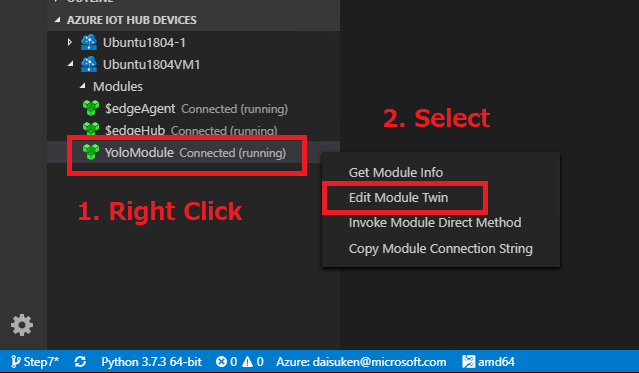 OUTLINE
AZURE IOT HUB DEVICES
Ubuntu1804-1
Ubuntu1804VM1
Modules
$edgeAgent Connected (running)
$edgeHub Connected (running)
YoloModule Connected (running)
1. Right Click
2. Select
Get Module Info
Edit Module Twin
Invoke Module Direct Method
Copy Module Connection String
Step7* Python 3.7.3 64-bit 0 0 Azure: daisuken@microsoft.com amd64